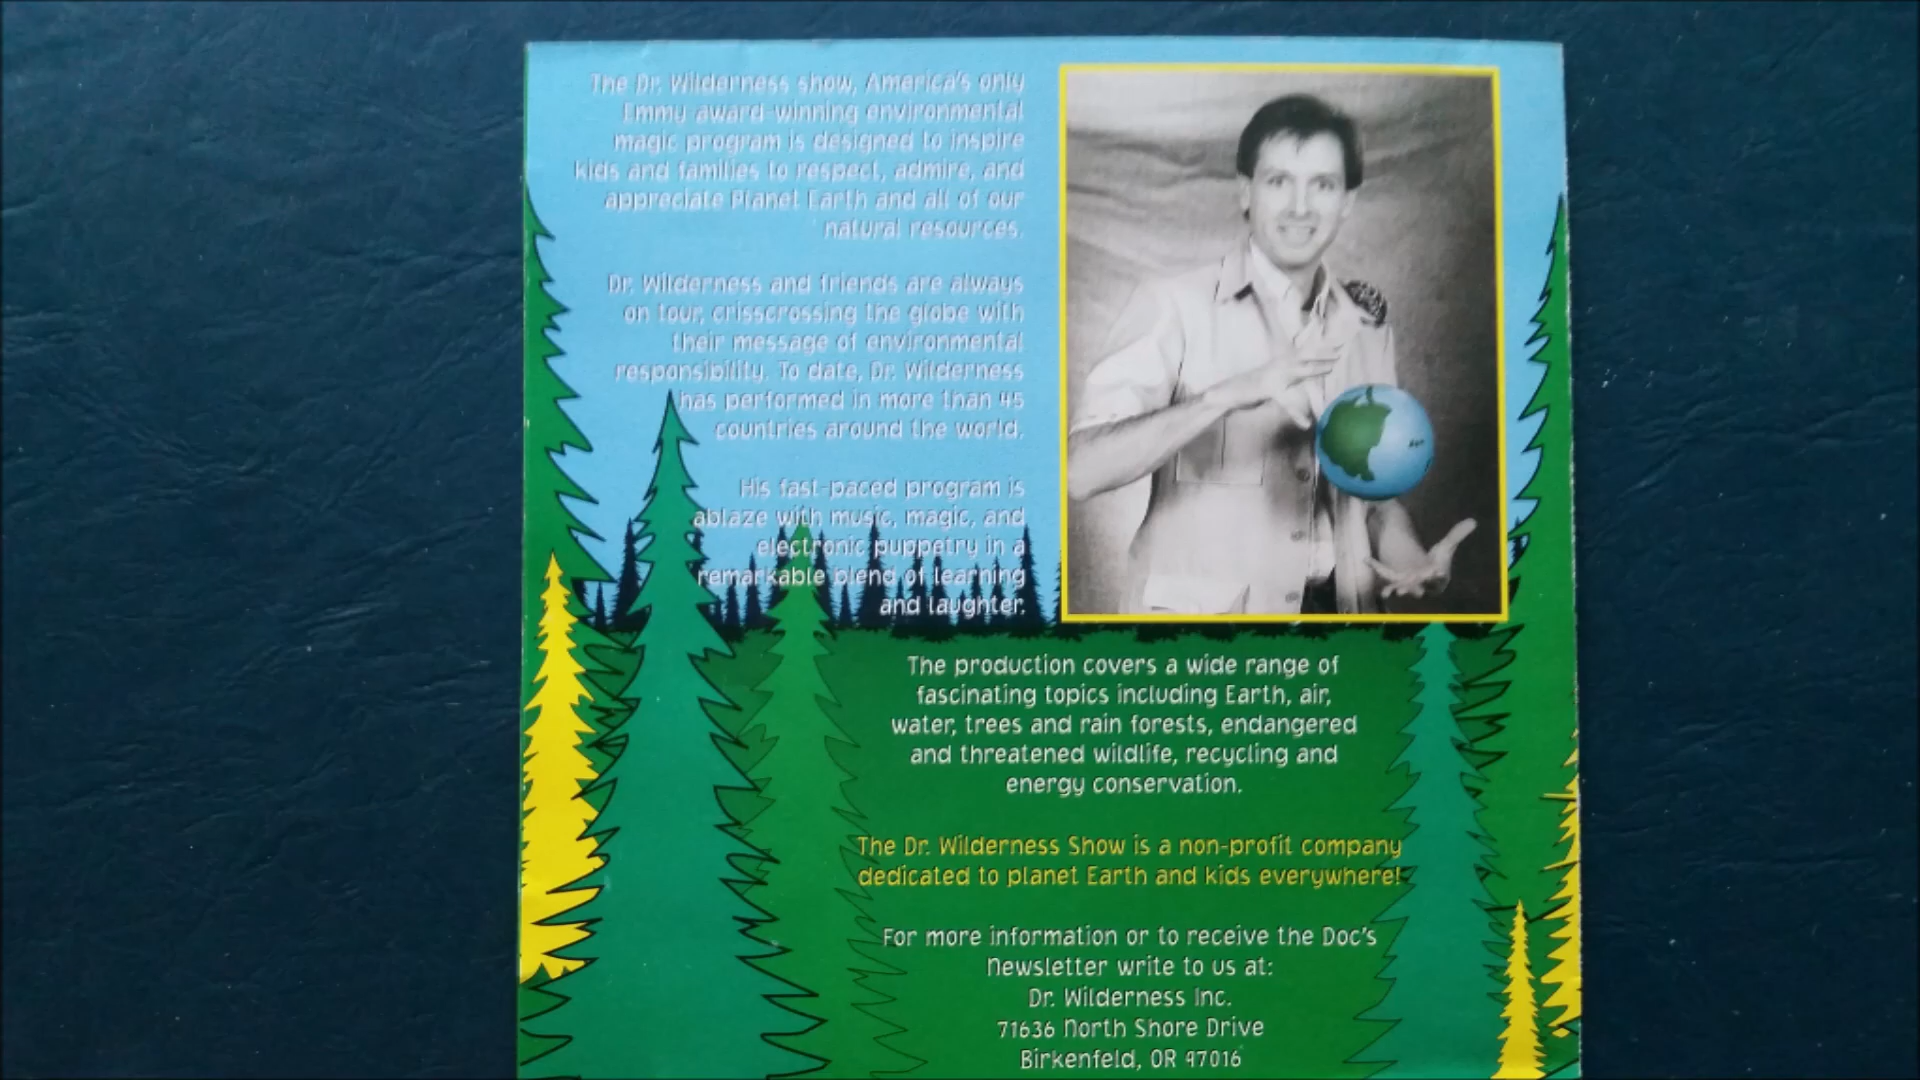 The Dr. Wilderness show, America's only
Emmy award-winning environmental
magic program is designed to inspire
kids and families to respect, admire, and
appreciate Planet Earth and all of our
natural resources.
Dr. Wilderness and friends are always
on tour, crisscrossing the globe with
their message of environmental
responsibility. To date, Dr. Wilderness
has performed in more than 45
countries around the world.
His fast-paced program is
ablaze with music, magic, and
electronic puppetry in a
remarkable blend of learning
and laughter.
The production covers a wide range of
fascinating topics including Earth, air,
water, trees and rain forests, endangered
and threatened wildlife, recycling and
energy conservation.
The Dr. Wilderness Show is a non-profit company
dedicated to planet Earth and kids everywhere!
For more information or to receive the Doc's
Newsletter write to us at:
Dr. Wilderness Inc.
71636 North Shore Drive
Birkenfeld, OR 97016